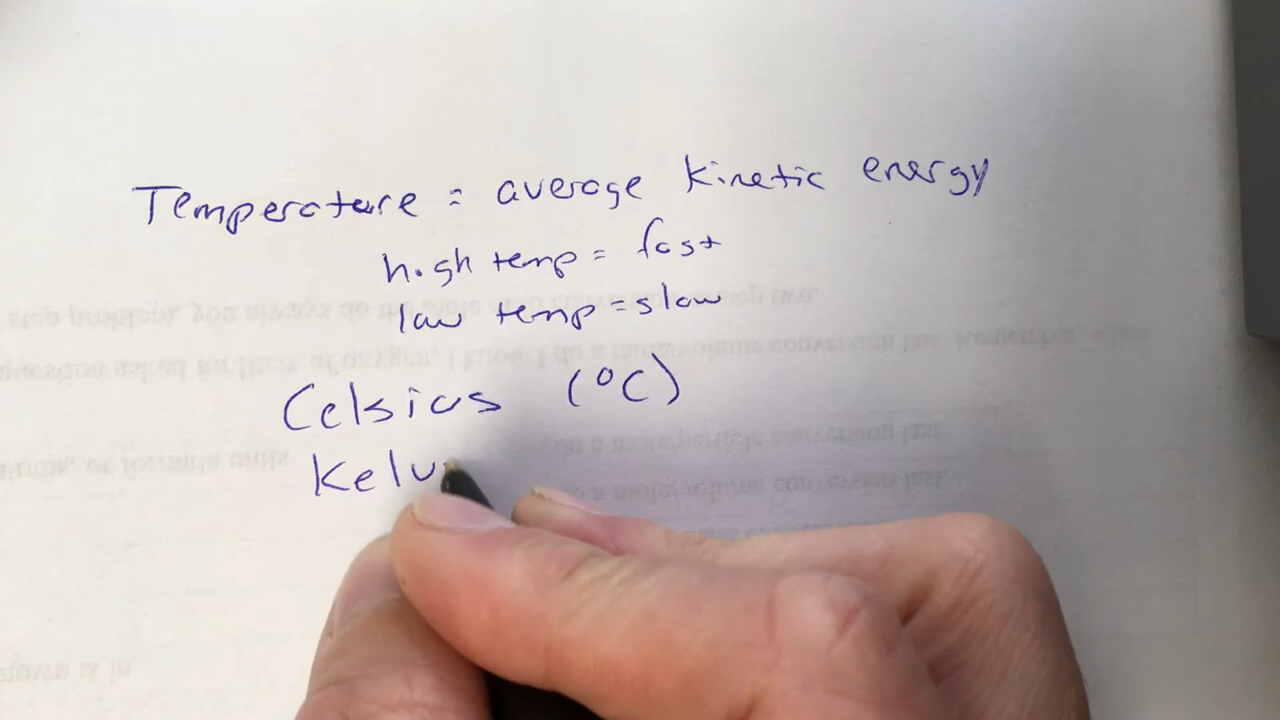 Temperature = average kinetic energy
high temp = fast
low temp = slow
Celsius (°C)
Kelv